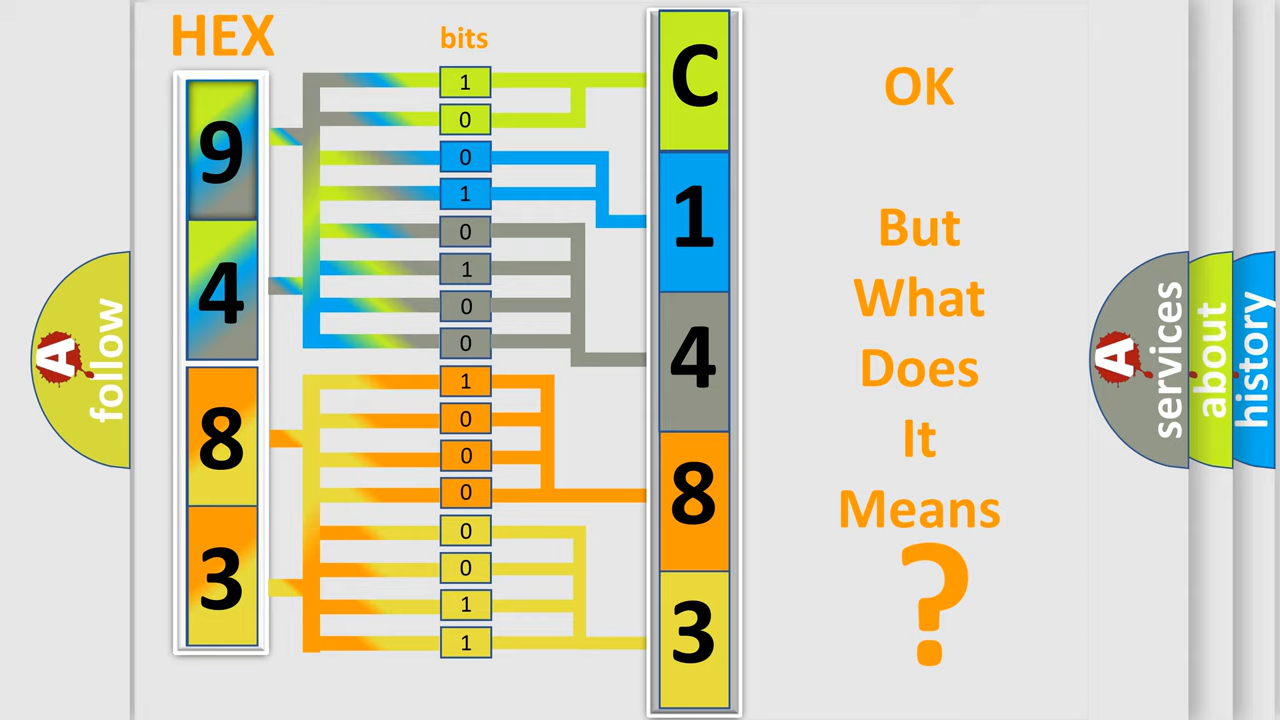 HEX
bits
9
4
8
3
1
0
0
1
0
1
0
0
1
0
0
0
0
0
1
1
C
1
4
8
3
OK
But
What
Does
It
Means
?
A
follow
A
services
about
history